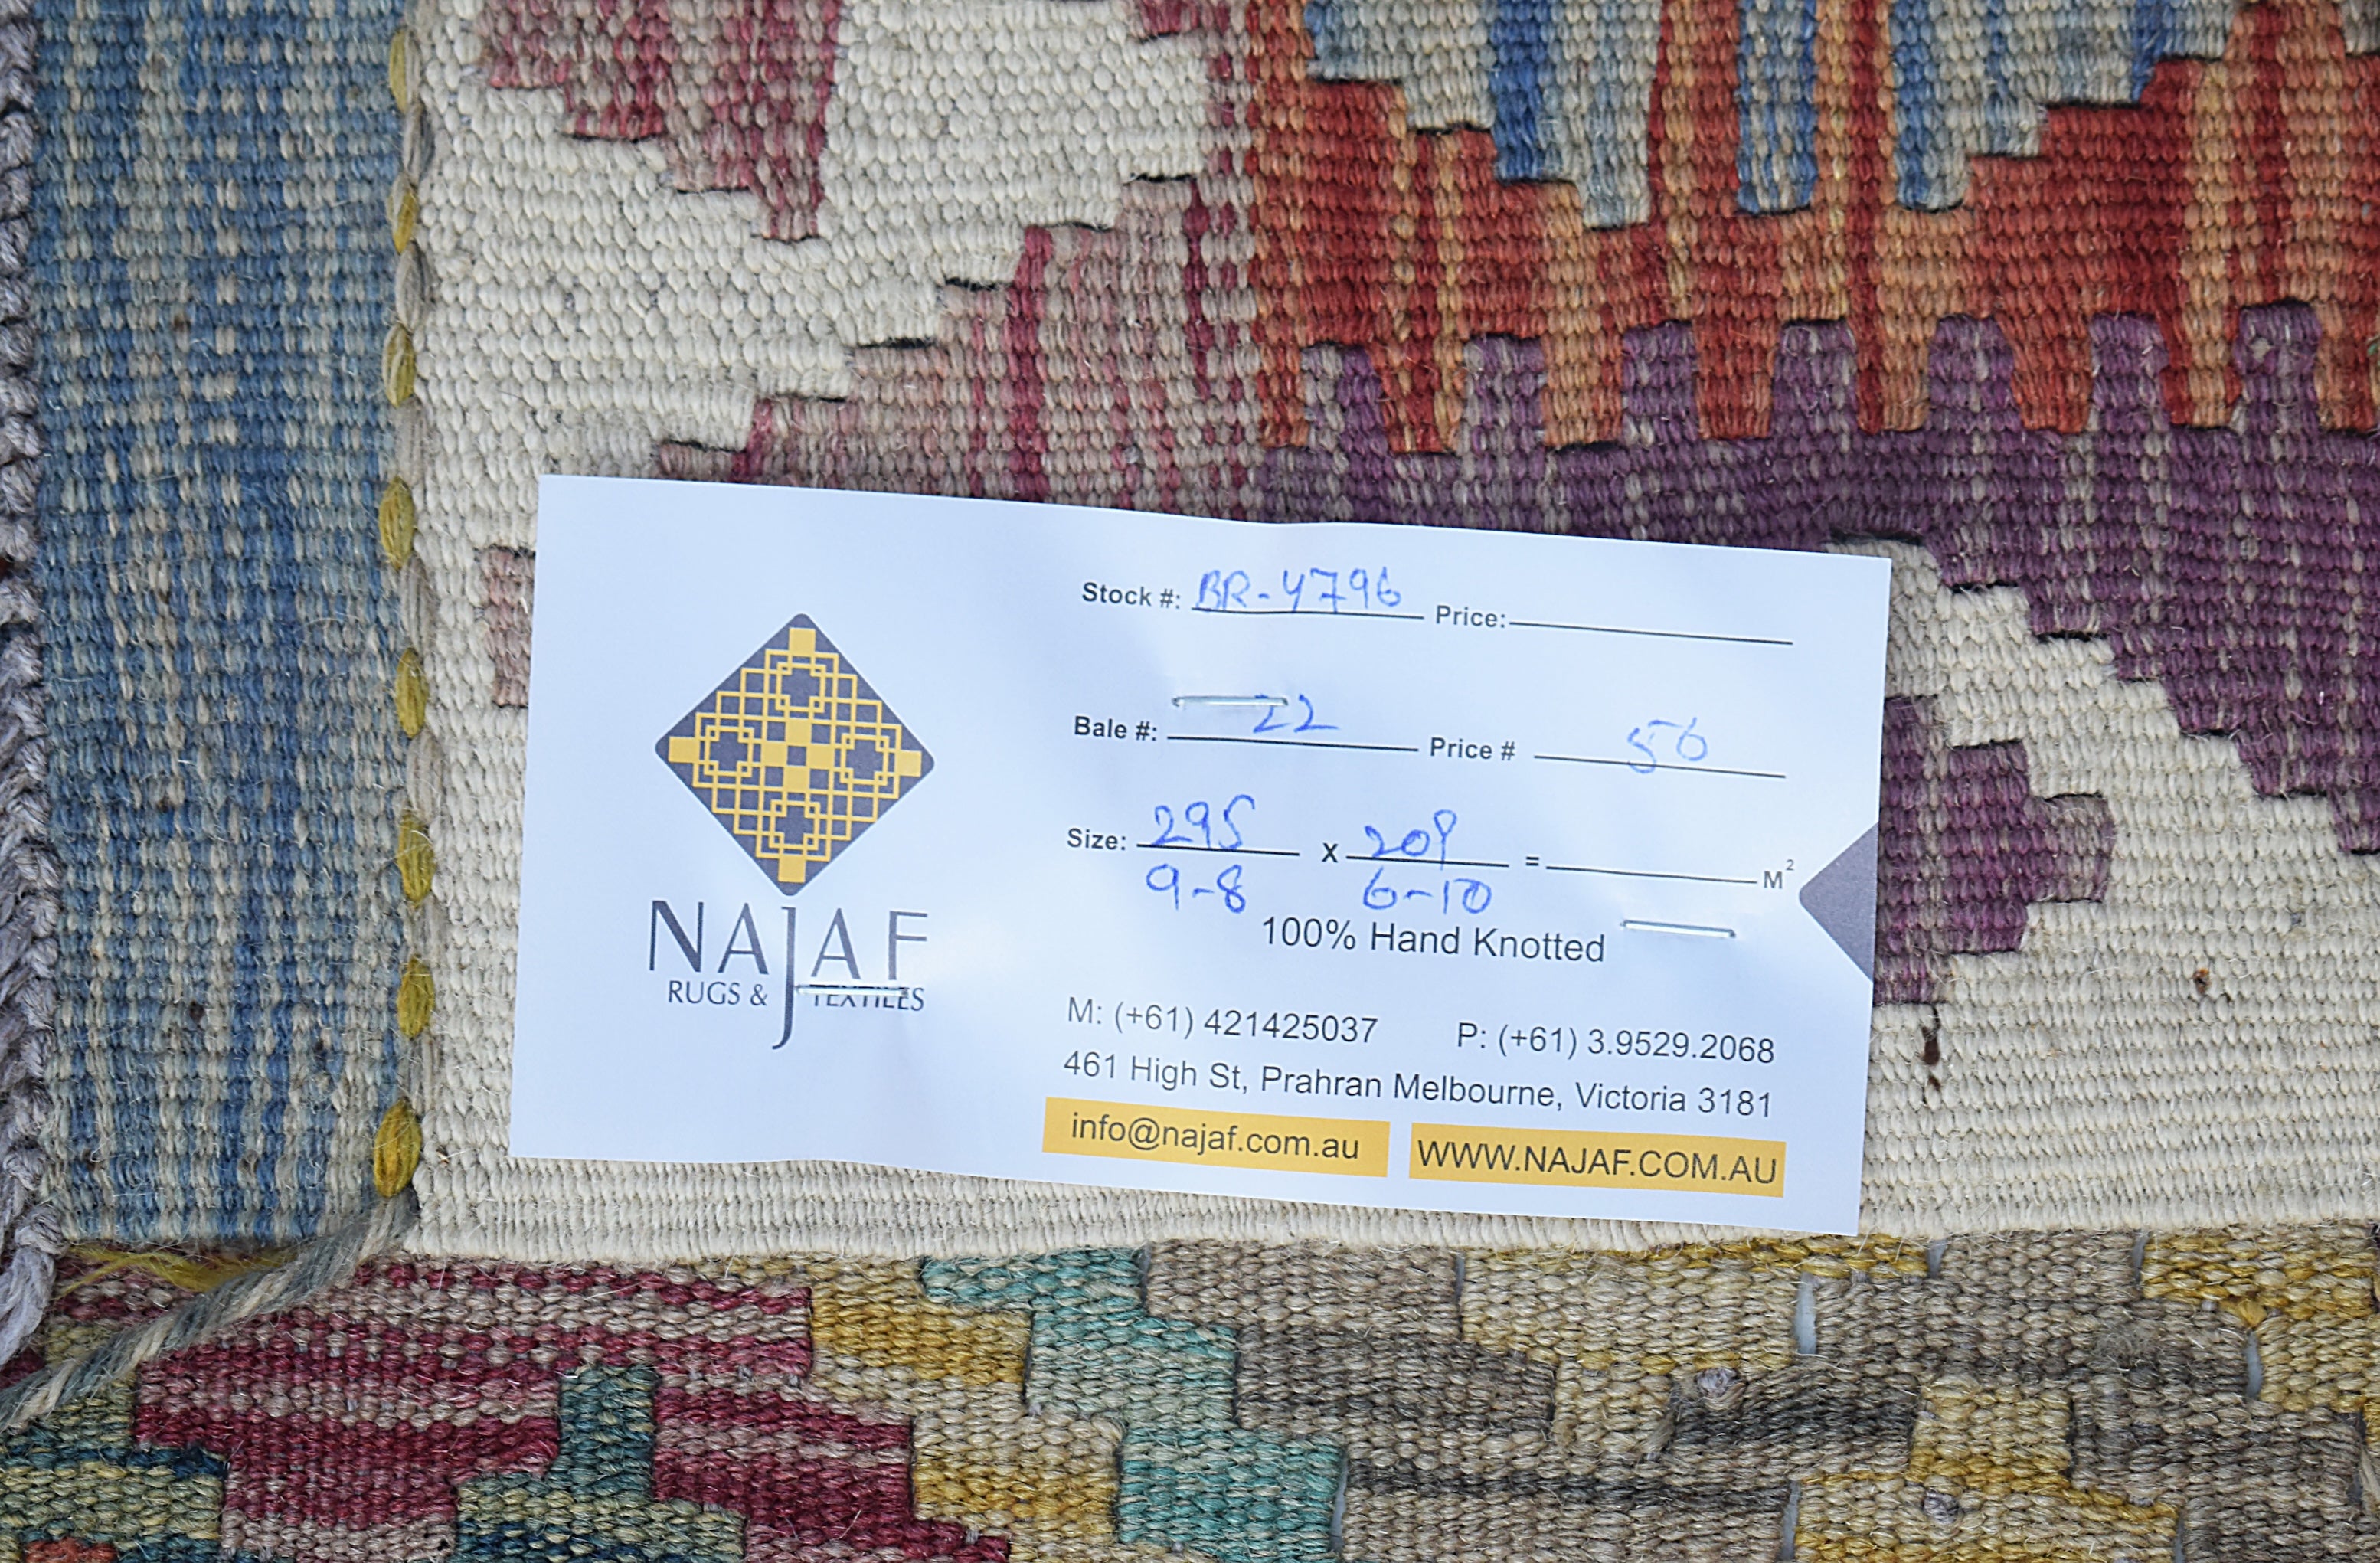 NAJAF
RUGS & TEXTILES
Stock #: BR-4796 Price:
Bale #: 22 Price # 56
Size: 295 x 209 = M²
9-8 6-10
100% Hand Knotted
M: (+61) 421425037 P: (+61) 3.9529.2068
461 High St, Prahran Melbourne, Victoria 3181
info@najaf.com.au WWW.NAJAF.COM.AU